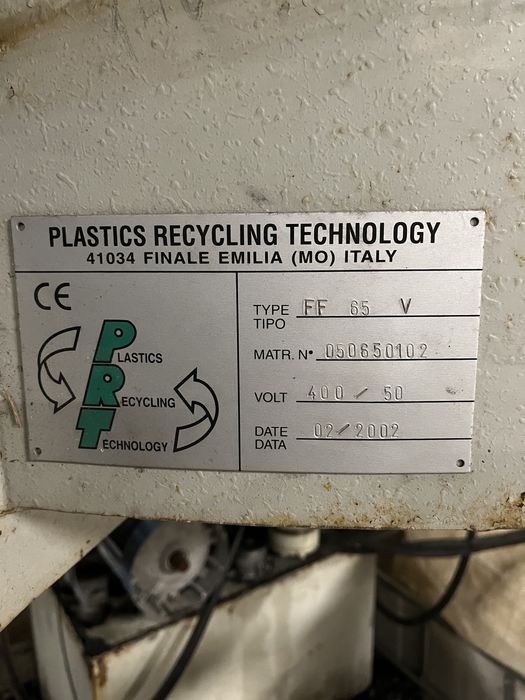 PLASTICS RECYCLING TECHNOLOGY
41034 FINALE EMILIA (MO) ITALY
CE
PLASTICS
RECYCLING
TECHNOLOGY
TYPE FF 65 V
TIPO
MATR. N• 050650102
VOLT 400 / 50
DATE 02/2002
DATA